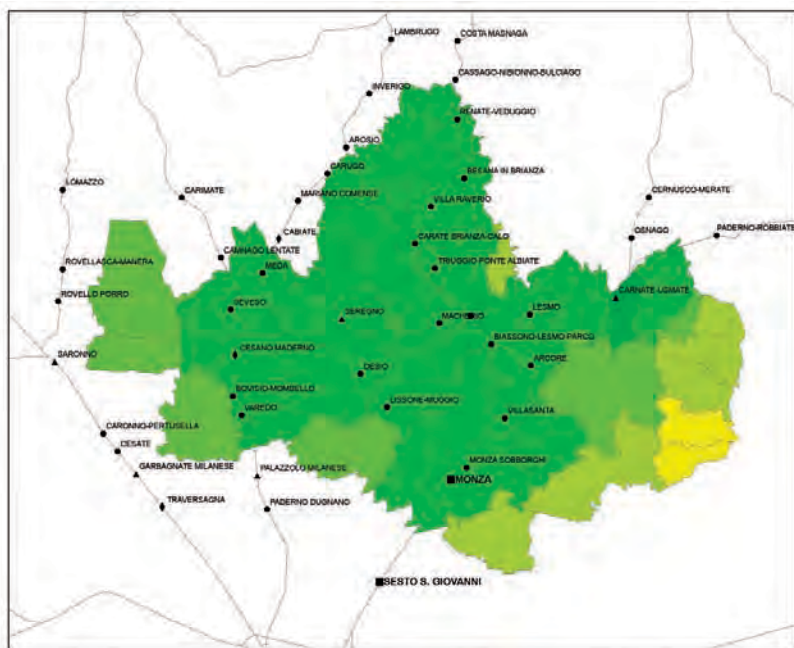 LAMBRUGO
COSTA MASNAGA
CASSAGO-NIBIONNO-BULCIAGO
INVERIGO
RENATE-VEDUGGIO
AROSIO
CARUGO
BESANA IN BRIANZA
LOMAZZO
CARIMATE
MARIANO COMENSE
VILLA RAVERIO
CERNUSCO-MERATE
CABIATE
CARATE BRIANZA-CALO
OSNAGO
PADERNO-ROBBIATE
CAMNAGO LENTATE
ROVELLASCA-MANERA
MEDA
TRIUGGIO PONTE ALBIATE
ROVELLO PORRO
CARNATE-USMATE
SEVESO
SEREGNO
MACHERIO
LESMO
BIASSONO-LESMO PARCO
SARONNO
CESANO MADERNO
ARCORE
DESIO
BOVISIO-MOMBELLO
LISSONE-MUGGIO
VAREDO
VILLASANTA
CARONNO-PERTUSELLA
CESATE
GARBAGNATE MILANESE
PALAZZOLO MILANESE
MONZA SOBBORGHI
MONZA
TRAVERSAGNA
PADERNO DUGNANO
SESTO S. GIOVANNI